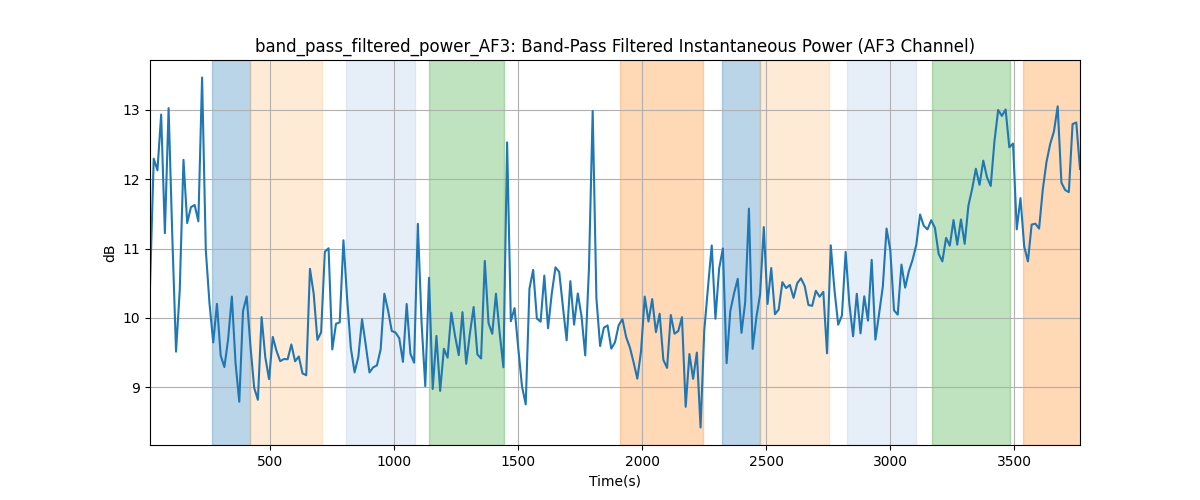 band_pass_filtered_power_AF3: Band-Pass Filtered Instantaneous Power (AF3 Channel)
13
12
11
10
9
dB
500 1000 1500 2000 2500 3000 3500
Time(s)